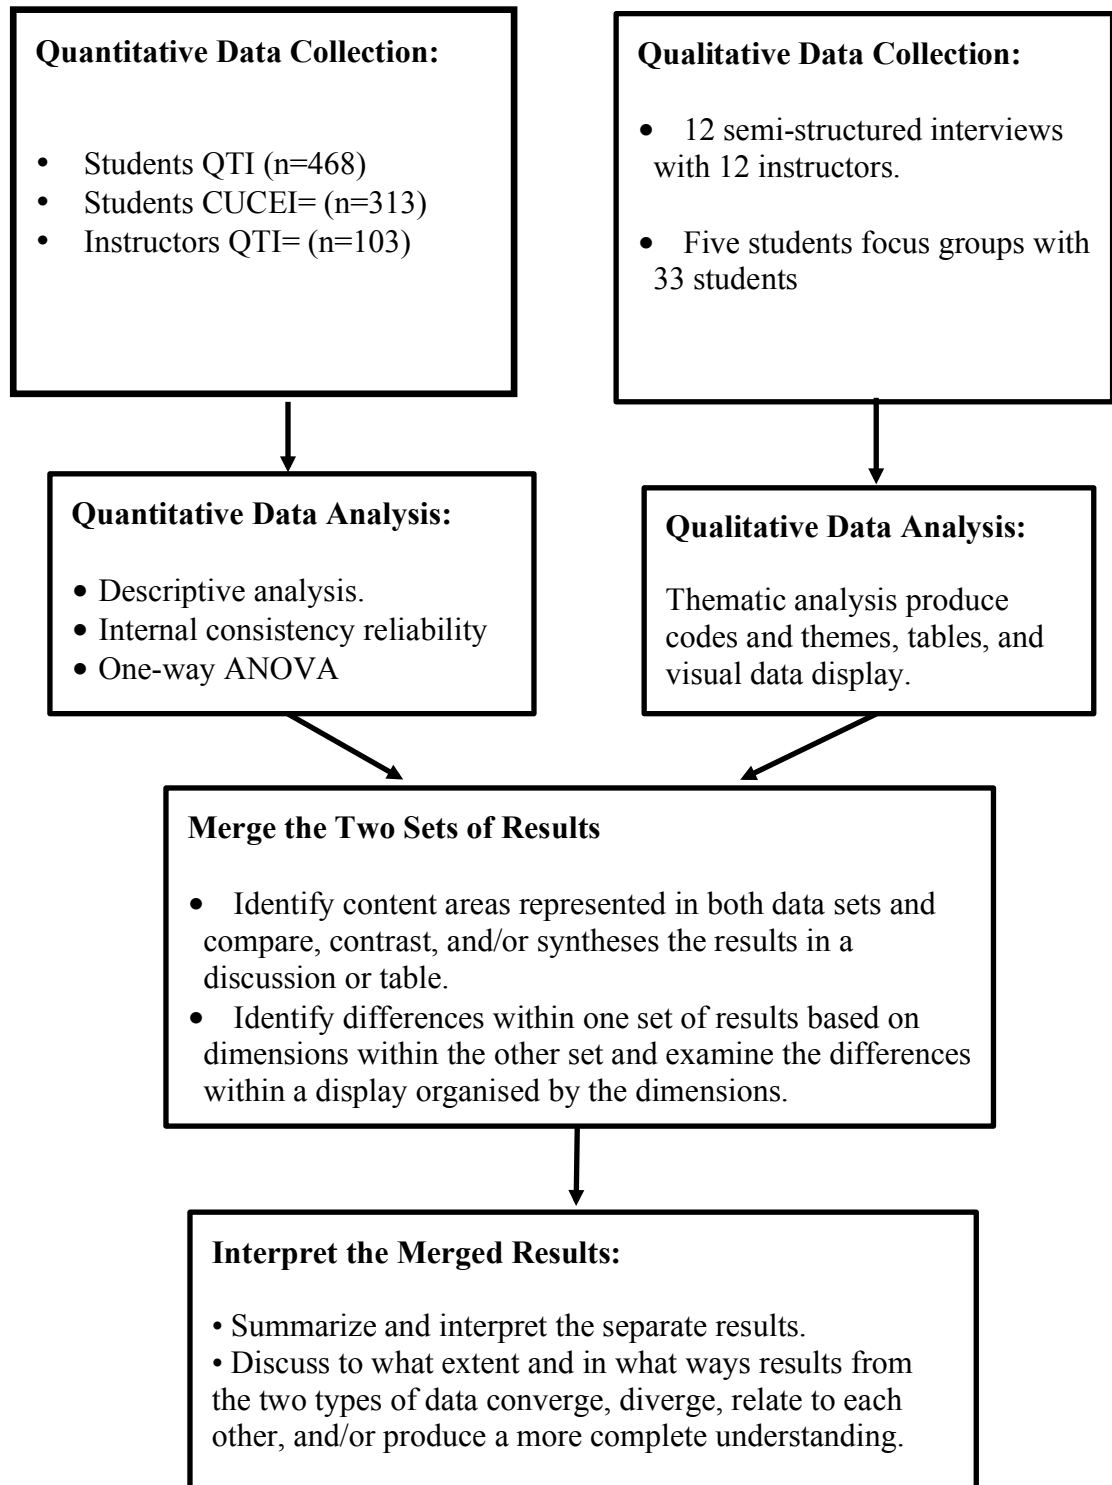 Quantitative Data Collection:
• Students QTI (n=468)
• Students CUCEI= (n=313)
• Instructors QTI= (n=103)
Qualitative Data Collection:
• 12 semi-structured interviews
with 12 instructors.
• Five students focus groups with
33 students
Quantitative Data Analysis:
• Descriptive analysis.
• Internal consistency reliability
• One-way ANOVA
Qualitative Data Analysis:
Thematic analysis produce
codes and themes, tables, and
visual data display.
Merge the Two Sets of Results
• Identify content areas represented in both data sets and
compare, contrast, and/or syntheses the results in a
discussion or table.
• Identify differences within one set of results based on
dimensions within the other set and examine the differences
within a display organised by the dimensions.
Interpret the Merged Results:
• Summarize and interpret the separate results.
• Discuss to what extent and in what ways results from
the two types of data converge, diverge, relate to each
other, and/or produce a more complete understanding.